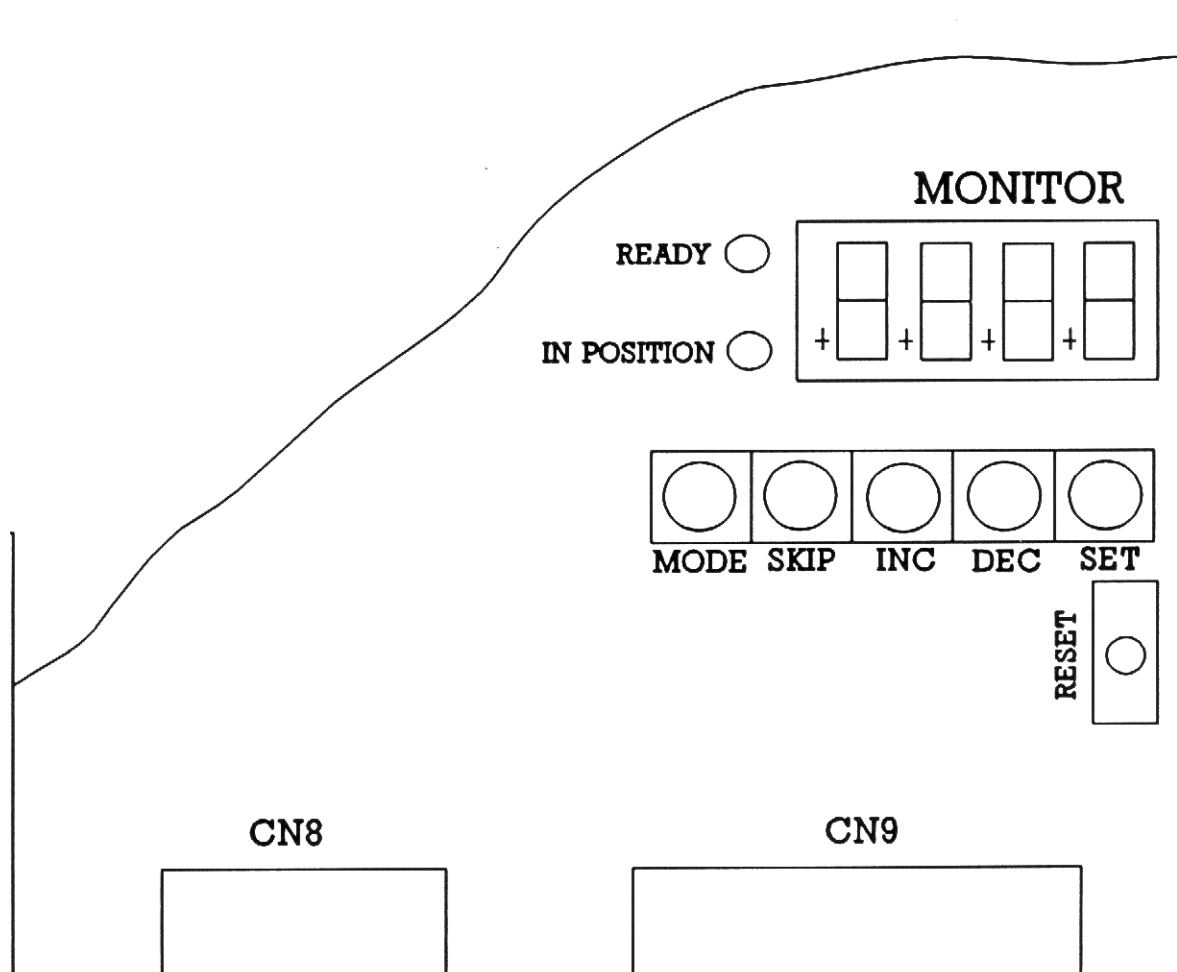 MONITOR
READY
IN POSITION
MODE SKIP INC DEC SET
RESET
CN8 CN9